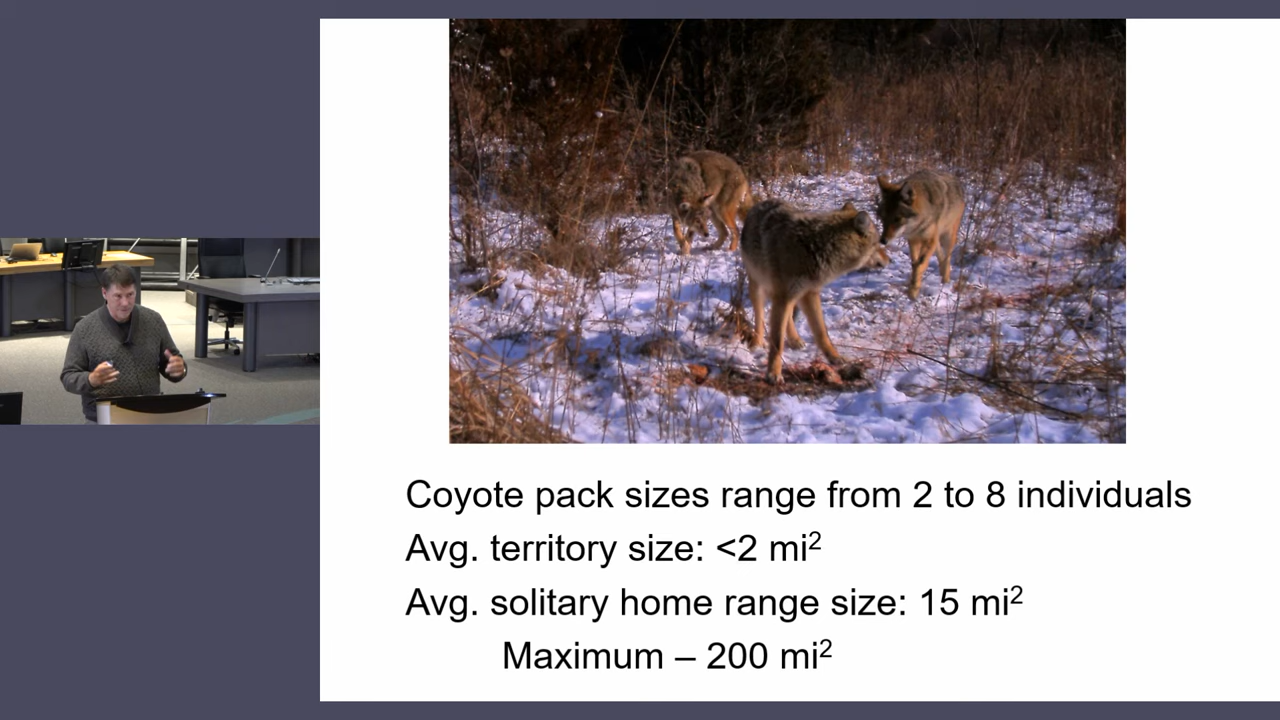 Coyote pack sizes range from 2 to 8 individuals
Avg. territory size: <2 mi²
Avg. solitary home range size: 15 mi²
Maximum – 200 mi²